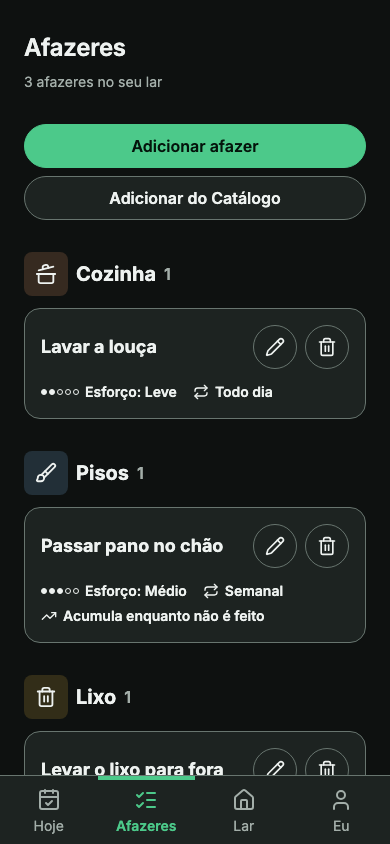 Afazeres
3 afazeres no seu lar
Adicionar afazer
Adicionar do Catálogo
Cozinha 1
Lavar a louça
Esforço: Leve Todo dia
Pisos 1
Passar pano no chão
Esforço: Médio Semanal
Acumula enquanto não é feito
Lixo 1
Levar o lixo para fora
Hoje Afazeres Lar Eu